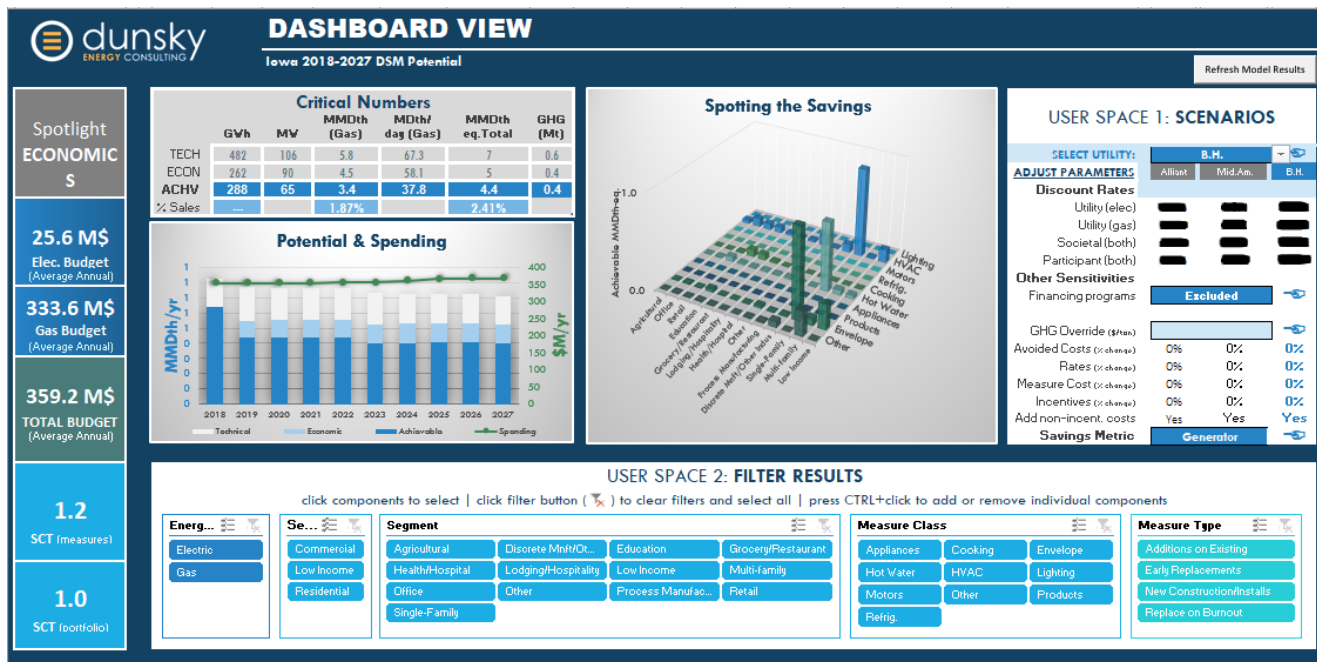 dunsky
ENERGY CONSULTING
DASHBOARD VIEW
Iowa 2018-2027 DSM Potential
Refresh Model Results
Spotlight
ECONOMIC
S
25.6 M$
Elec. Budget
(Average Annual)
333.6 M$
Gas Budget
(Average Annual)
359.2 M$
TOTAL BUDGET
(Average Annual)
1.2
SCT (measures)
1.0
SCT (portfolio)
Critical Numbers
GWh MW MMDth (Gas) MDth/ day (Gas) MMDth eq.Total GHG (Mt)
TECH 482 106 5.8 67.3 7 0.6
ECON 262 90 4.5 58.1 5 0.4
ACHV 288 65 3.4 37.8 4.4 0.4
% Sales --- 1.87% 2.41%
Potential & Spending
MMDth/yr
1
1
1
1
1
0
0
0
0
0
400
350
300
250
200
150
100
50
0
$M/yr
2018 2019 2020 2021 2022 2023 2024 2025 2026 2027
Technical Economic Achievable Spending
Spotting the Savings
Achievable MMDth-eq
1.0
0.0
Agricultural
Office
Retail
Education
Grocery/Restaurant
Lodging/Hospitality
Health/Hospital
Other
Process Manufacturing
Discrete Mnft/Other Indus
Single-Family
Multi-family
Low Income
Lighting
HVAC
Motors
Refrig.
Cooking
Hot Water
Appliances
Products
Envelope
Other
USER SPACE 1: SCENARIOS
SELECT UTILITY: B.H.
ADJUST PARAMETERS Alliant Mid.Am. B.H.
Discount Rates
Utility (elec)
Utility (gas)
Societal (both)
Participant (both)
Other Sensitivities
Financing programs Excluded
GHG Override ($/ton)
Avoided Costs (% change) 0% 0% 0%
Rates (% change) 0% 0% 0%
Measure Cost (% change) 0% 0% 0%
Incentives (% change) 0% 0% 0%
Add non-incent. costs Yes Yes Yes
Savings Metric Generator
USER SPACE 2: FILTER RESULTS
click components to select | click filter button ( ) to clear filters and select all | press CTRL+click to add or remove individual components
Energ...
Electric
Gas
Se...
Commercial
Low Income
Residential
Segment
Agricultural Discrete Mnft/Ot... Education Grocery/Restaurant
Health/Hospital Lodging/Hospitality Low Income Multi-family
Office Other Process Manufac... Retail
Single-Family
Measure Class
Appliances Cooking Envelope
Hot Water HVAC Lighting
Motors Other Products
Refrig.
Measure Type
Additions on Existing
Early Replacements
New Construction/Installs
Replace on Burnout